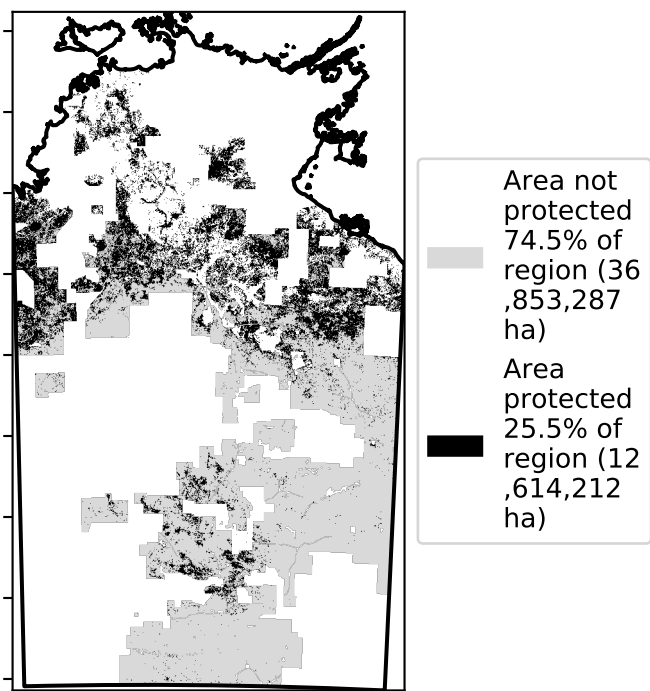 Area not
protected
74.5% of
region (36
,853,287
ha)
Area
protected
25.5% of
region (12
,614,212
ha)